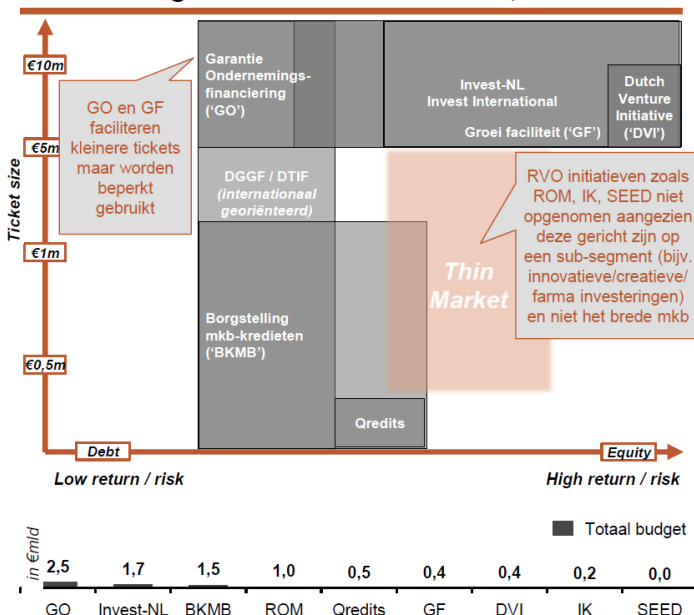 €10m
€5m
€1m
€0,5m
Ticket size
GO en GF
faciliteren
kleinere tickets
maar worden
beperkt
gebruikt
Garantie
Ondernemings-
financiering
('GO')
Invest-NL
Invest International
Groei faciliteit ('GF')
Dutch
Venture
Initiative
('DVI')
DGGF / DTIF
(internationaal
georiënteerd)
RVO initiatieven zoals
ROM, IK, SEED niet
opgenomen aangezien
deze gericht zijn op
een sub-segment (bijv.
innovatieve/creatieve/
farma investeringen)
en niet het brede mkb
Thin
Market
Borgstelling
mkb-kredieten
('BKMB')
Qredits
Debt
Equity
Low return / risk
High return / risk
Totaal budget
in €mld
2,5 1,7 1,5 1,0 0,5 0,4 0,4 0,2 0,0
GO Invest-NL BKMB ROM Qredits GF DVI IK SEED